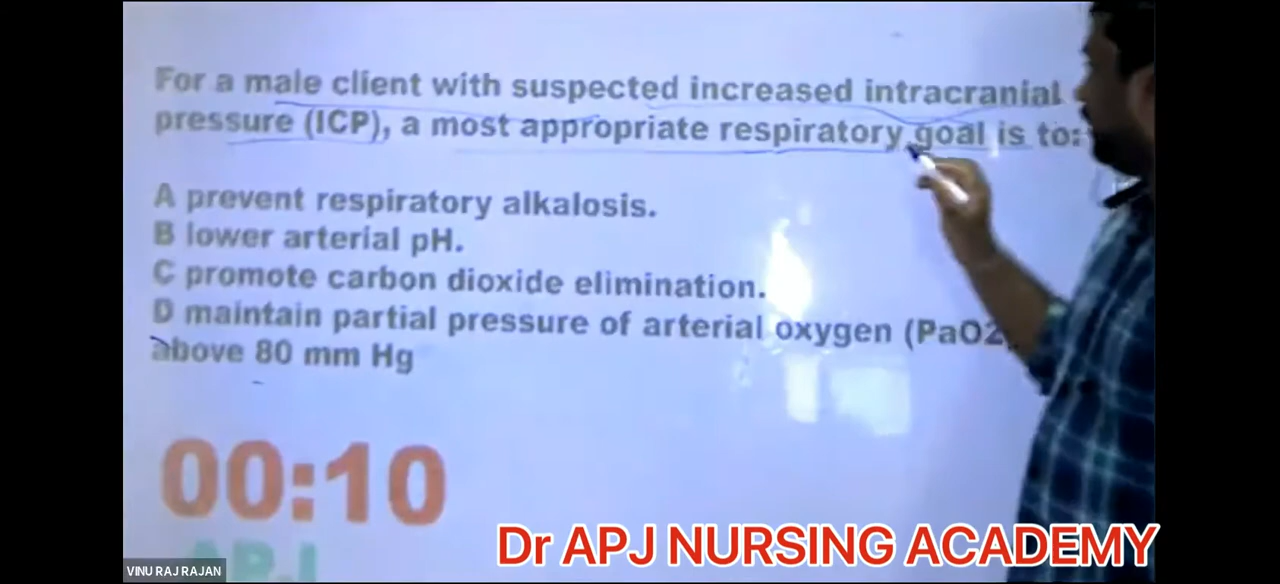 For a male client with suspected increased intracranial
pressure (ICP), a most appropriate respiratory goal is to:
A prevent respiratory alkalosis.
B lower arterial pH.
C promote carbon dioxide elimination.
D maintain partial pressure of arterial oxygen (PaO2
above 80 mm Hg
00:10
APJ
Dr APJ NURSING ACADEMY
VINU RAJ RAJAN